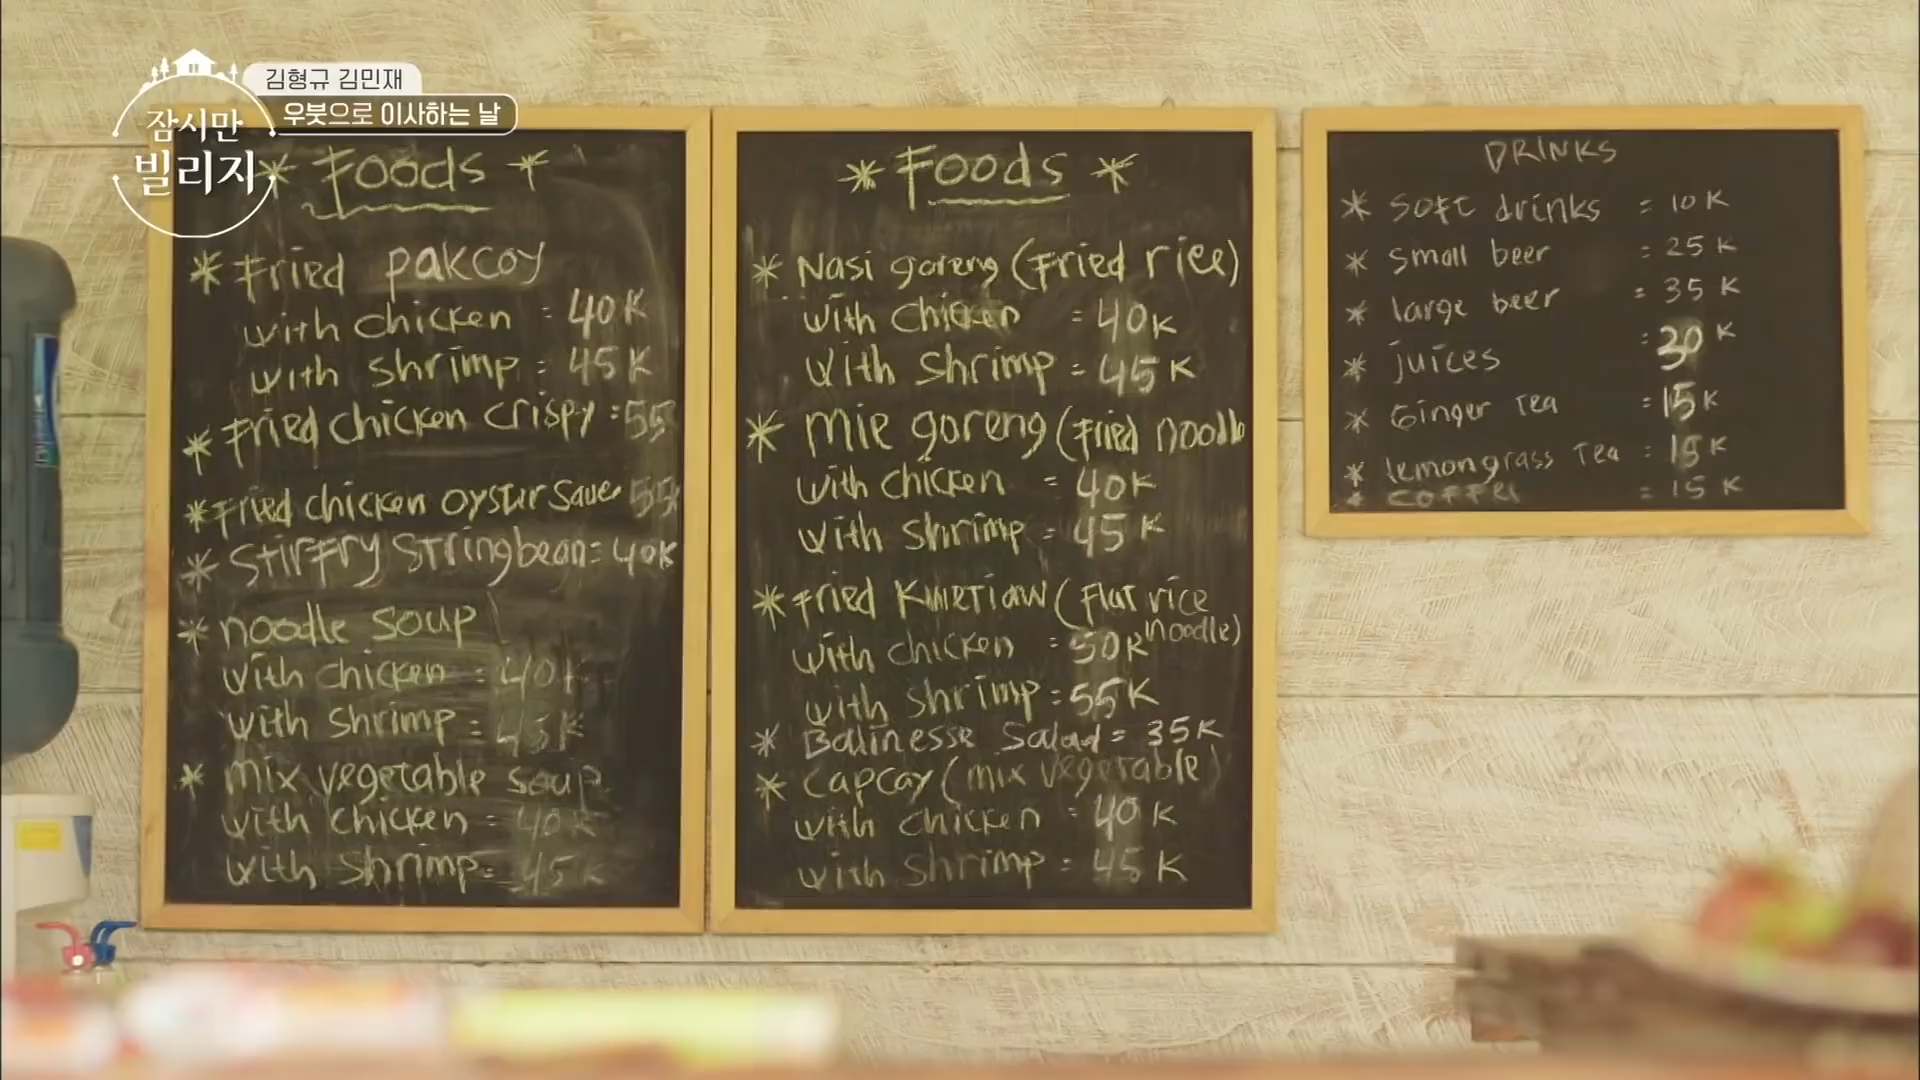 김형규 김민재
우붓으로 이사하는 날
잠시만
빌리지
* Foods *
* Fried pakcoy
with chicken = 40K
with shrimp = 45K
* Fried chicken crispy = 55
* Fried chicken oyster sauce 55K
* Stirfry stringbean = 40K
* noodle soup
with chicken = 40K
with shrimp = 45K
* mix vegetable soup
with chicken = 40K
with shrimp = 45K
* Foods *
* Nasi goreng (Fried rice)
with chicken = 40K
with shrimp = 45K
* Mie goreng (Fried noodle
with chicken = 40K
with shrimp = 45K
* Fried Kwetiaw (Flat rice
noodle)
with chicken = 50K
with shrimp = 55K
* Balinesse Salad = 35K
* Capcay (mix vegetable)
with chicken = 40K
with shrimp = 45K
DRINKS
* soft drinks = 10K
* small beer = 25K
* large beer = 35K
* juices = 30K
* Ginger Tea = 15K
* lemongrass Tea = 15K
* COFFEE = 15K